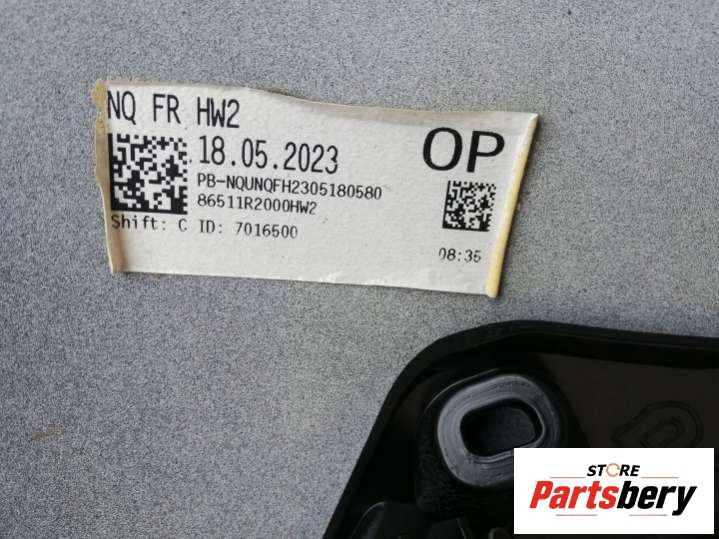 NQ FR HW2
18.05.2023
OP
PB-NQUNQFH2305180580
86511R2000HW2
Shift: C ID: 7016500
08:35
STORE
Partsbery